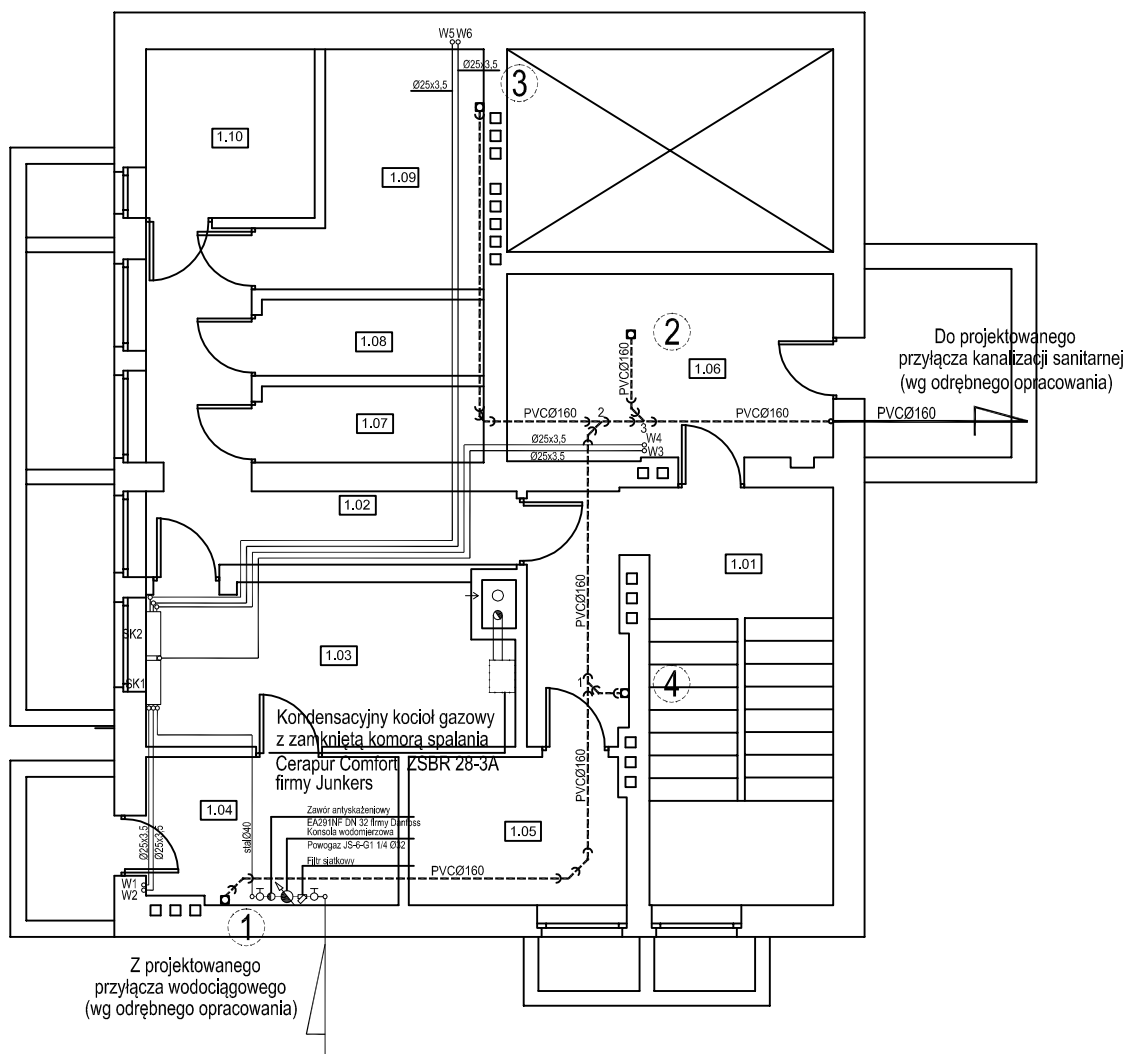 W5 W6
Ø25x3,5
Ø25x3,5
3
1.10
1.09
1.08
2
1.06
PVCØ160
Do projektowanego
przyłącza kanalizacji sanitarnej
(wg odrębnego opracowania)
1.07
PVCØ160
2
3
PVCØ160
PVCØ160
Ø25x3,5
W4
Ø25x3,5
W3
1.02
1.01
PVCØ160
SK2
1.03
SK1
1
4
Kondensacyjny kocioł gazowy
z zamkniętą komorą spalania
Cerapur Comfort ZSBR 28-3A
firmy Junkers
PVCØ160
1.04
Zawór antyskażeniowy
EA291NF DN 32 firmy Danfoss
Konsola wodomierzowa
Powogaz JS-6-G1 1/4 Ø32
Filtr siatkowy
1.05
Ø25x3,5
Ø25x3,5
stalØ40
PVCØ160
W1
W2
1
Z projektowanego
przyłącza wodociągowego
(wg odrębnego opracowania)